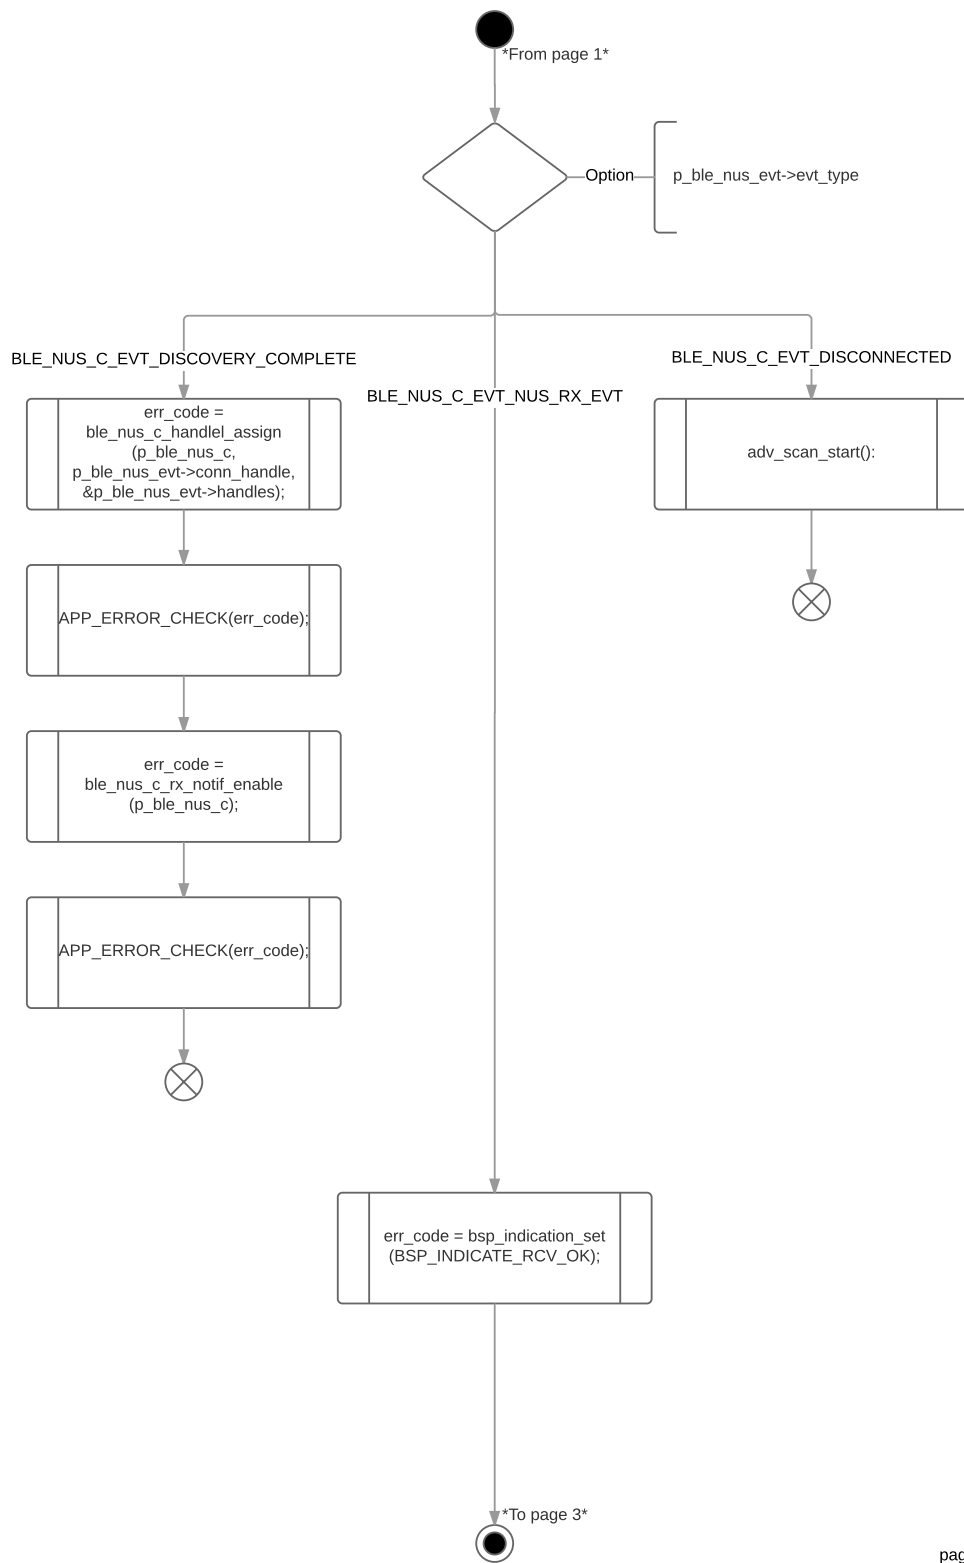 *From page 1*
Option
p_ble_nus_evt->evt_type
BLE_NUS_C_EVT_DISCOVERY_COMPLETE
BLE_NUS_C_EVT_NUS_RX_EVT
BLE_NUS_C_EVT_DISCONNECTED
err_code =
ble_nus_c_handlel_assign
(p_ble_nus_c,
p_ble_nus_evt->conn_handle,
&p_ble_nus_evt->handles);
adv_scan_start():
APP_ERROR_CHECK(err_code);
err_code =
ble_nus_c_rx_notif_enable
(p_ble_nus_c);
APP_ERROR_CHECK(err_code);
err_code = bsp_indication_set
(BSP_INDICATE_RCV_OK);
*To page 3*